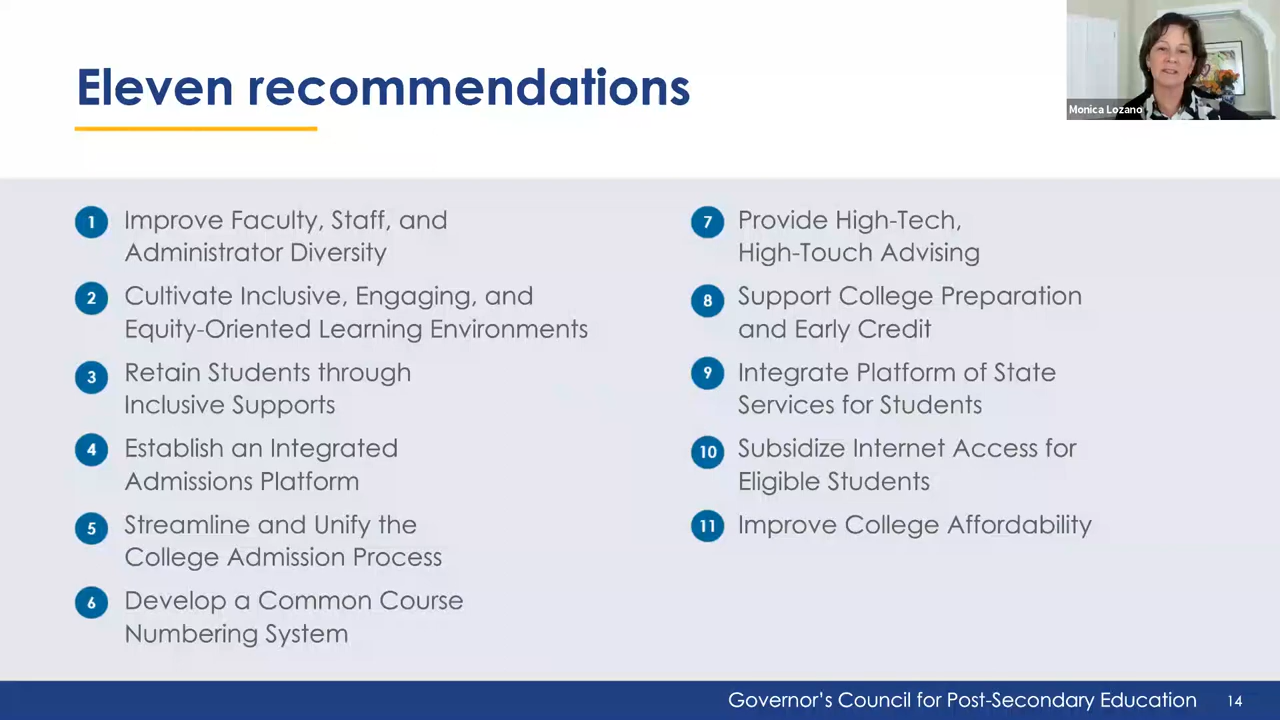 Eleven recommendations
Monica Lozano
1 Improve Faculty, Staff, and
Administrator Diversity
2 Cultivate Inclusive, Engaging, and
Equity-Oriented Learning Environments
3 Retain Students through
Inclusive Supports
4 Establish an Integrated
Admissions Platform
5 Streamline and Unify the
College Admission Process
6 Develop a Common Course
Numbering System
7 Provide High-Tech,
High-Touch Advising
8 Support College Preparation
and Early Credit
9 Integrate Platform of State
Services for Students
10 Subsidize Internet Access for
Eligible Students
11 Improve College Affordability
Governor's Council for Post-Secondary Education 14